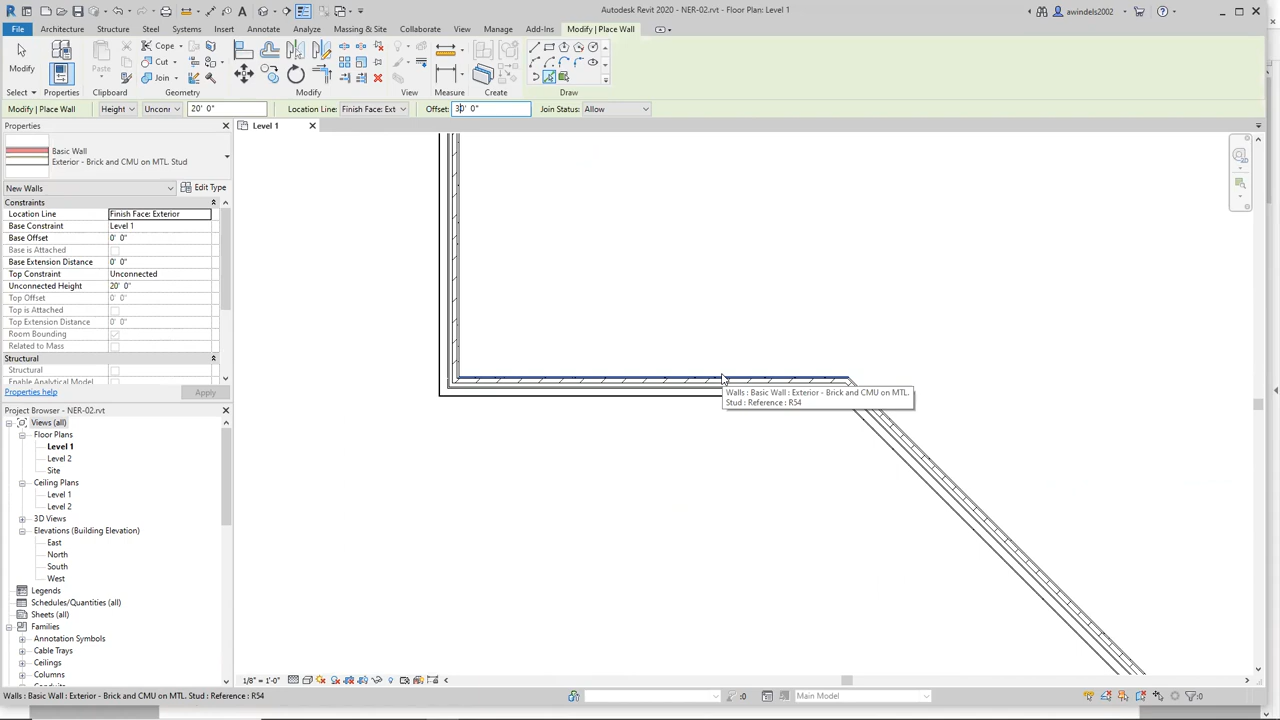 Autodesk Revit 2020 - NER-02.rvt - Floor Plan: Level 1
awindels2002
File
Architecture
Structure
Steel
Systems
Insert
Annotate
Analyze
Massing & Site
Collaborate
View
Manage
Add-Ins
Modify | Place Wall
Modify
Paste
Cope
Cut
Join
Select
Properties
Clipboard
Geometry
Modify
View
Measure
Create
Draw
Modify | Place Wall
Height
Unconr
20' 0"
Location Line:
Finish Face: Ext
Offset:
30' 0"
Join Status:
Allow
Properties
Level 1
Basic Wall
Exterior - Brick and CMU on MTL. Stud
New Walls
Edit Type
Constraints
Location Line Finish Face: Exterior
Base Constraint Level 1
Base Offset 0' 0"
Base is Attached
Base Extension Distance 0' 0"
Top Constraint Unconnected
Unconnected Height 20' 0"
Top Offset 0' 0"
Top is Attached
Top Extension Distance 0' 0"
Room Bounding
Related to Mass
Structural
Enable Analytical Model
Properties help
Apply
Walls : Basic Wall : Exterior - Brick and CMU on MTL.
Stud : Reference : R54
Project Browser - NER-02.rvt
Views (all)
Floor Plans
Level 1
Level 2
Site
Ceiling Plans
Level 1
Level 2
3D Views
Elevations (Building Elevation)
East
North
South
West
Legends
Schedules/Quantities (all)
Sheets (all)
Families
Annotation Symbols
Cable Trays
Ceilings
Columns
1/8" = 1'-0"
Walls : Basic Wall : Exterior - Brick and CMU on MTL. Stud : Reference : R54
:0
Main Model
:0